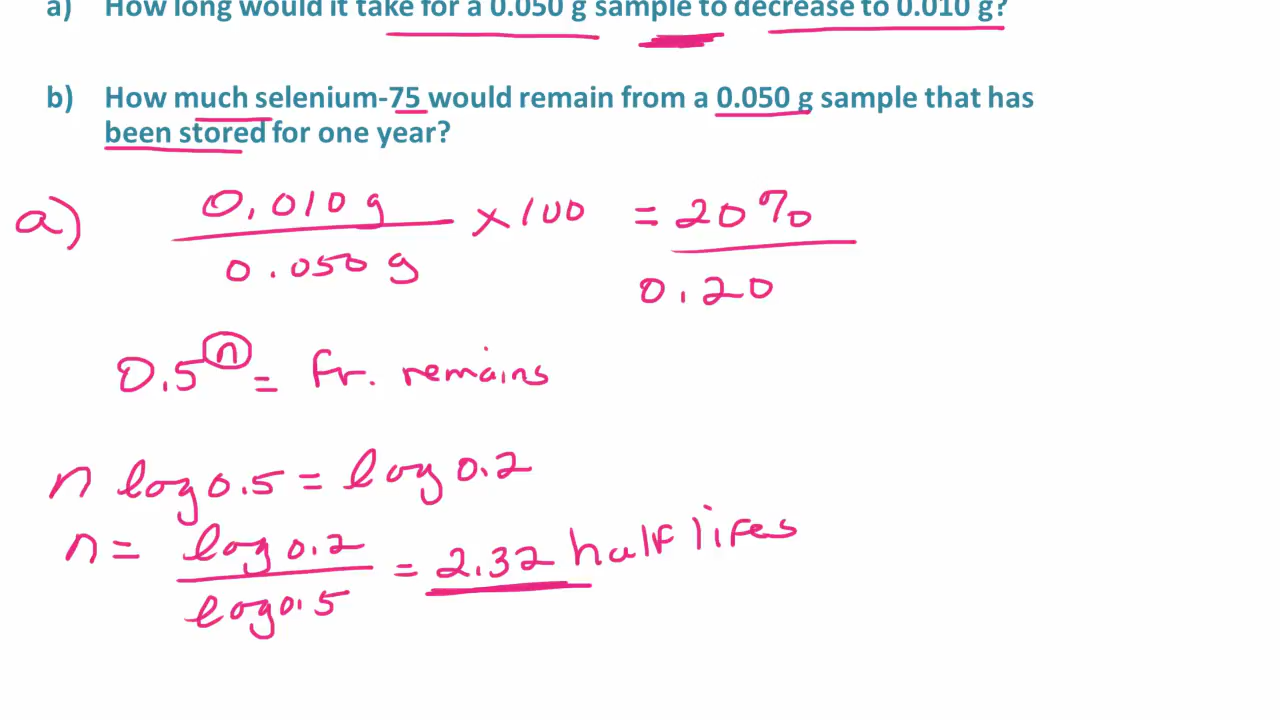 a) How long would it take for a 0.050 g sample to decrease to 0.010 g?
b) How much selenium-75 would remain from a 0.050 g sample that has
been stored for one year?
a) 0.010 g / 0.050 g × 100 = 20%
0.20
0.5^n = fr. remains
n log 0.5 = log 0.2
n = log 0.2 / log 0.5 = 2.32 half lifes